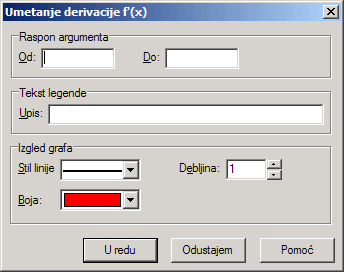 Umetanje derivacije f'(x)
Raspon argumenta
Od:
Do:
Tekst legende
Upis:
Izgled grafa
Stil linije
Debljina:
1
Boja:
U redu
Odustajem
Pomoć